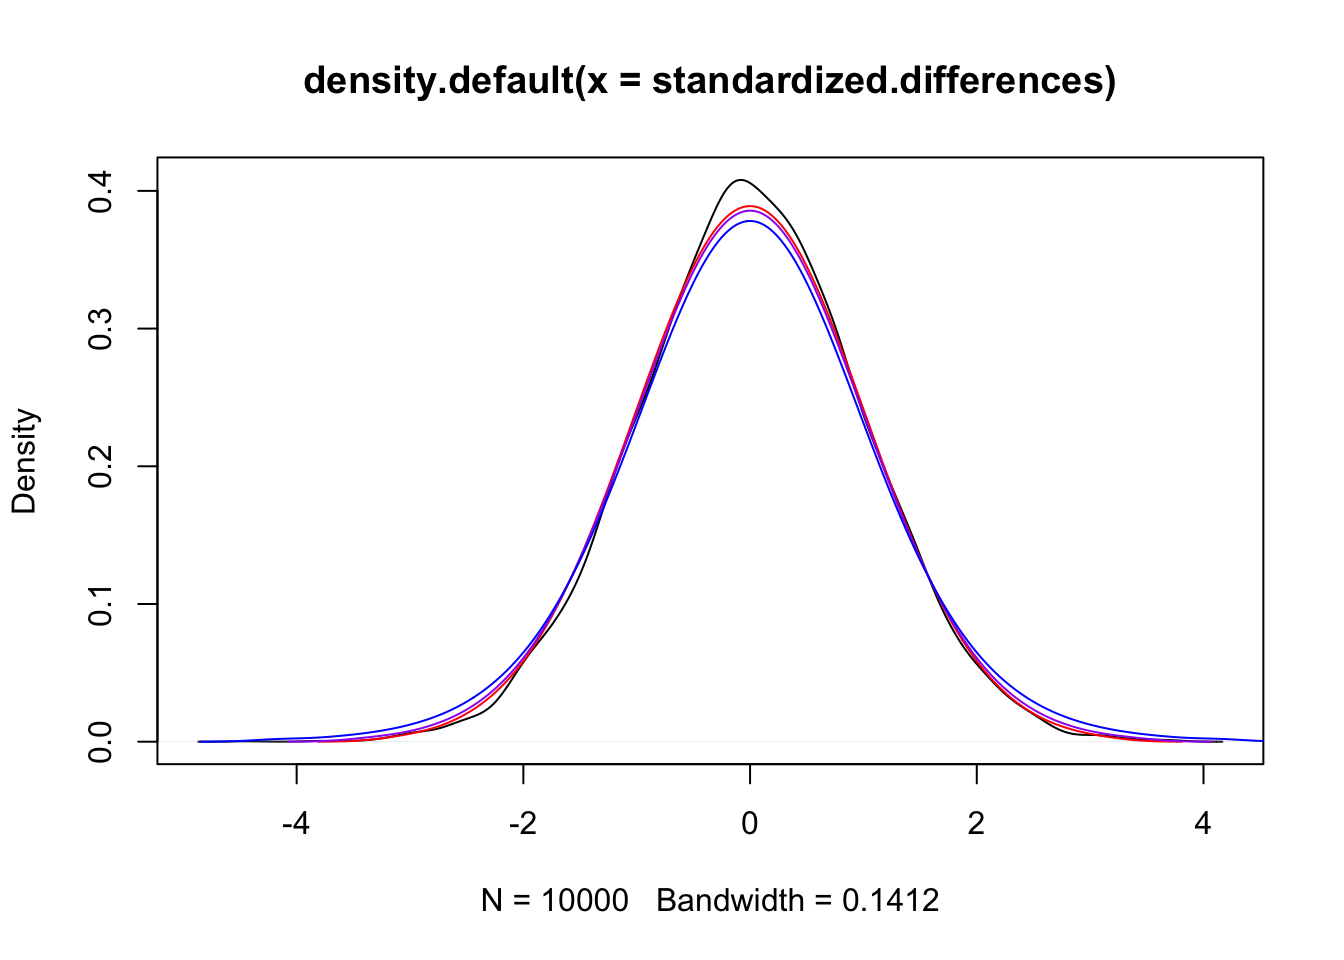 density.default(x = standardized.differences)
0.4
0.3
0.2
0.1
0.0
Density
-4 -2 0 2 4
N = 10000 Bandwidth = 0.1412